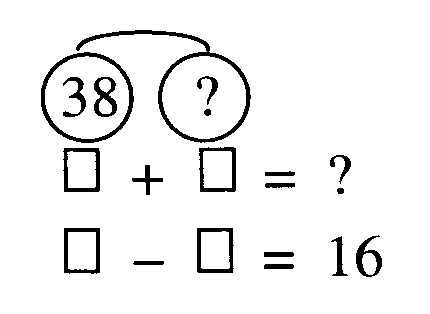 38 ?
□ + □ = ?
□ − □ = 16